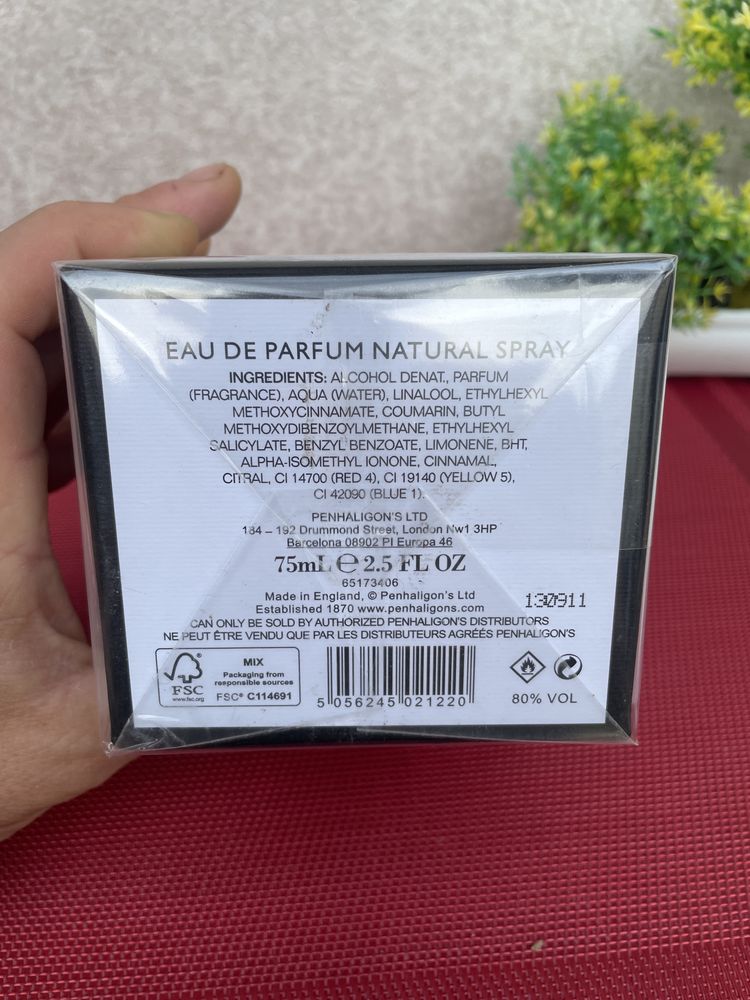 EAU DE PARFUM NATURAL SPRAY
INGREDIENTS: ALCOHOL DENAT., PARFUM
(FRAGRANCE), AQUA (WATER), LINALOOL, ETHYLHEXYL
METHOXYCINNAMATE, COUMARIN, BUTYL
METHOXYDIBENZOYLMETHANE, ETHYLHEXYL
SALICYLATE, BENZYL BENZOATE, LIMONENE, BHT,
ALPHA-ISOMETHYL IONONE, CINNAMAL,
CITRAL, CI 14700 (RED 4), CI 19140 (YELLOW 5),
CI 42090 (BLUE 1).
PENHALIGON'S LTD
184 – 192 Drummond Street, London Nw1 3HP
Barcelona 08902 Pl Europa 46
75mL e 2.5 FL OZ
65173406
Made in England, © Penhaligon's Ltd
Established 1870 www.penhaligons.com
130911
CAN ONLY BE SOLD BY AUTHORIZED PENHALIGON'S DISTRIBUTORS
NE PEUT ÊTRE VENDU QUE PAR LES DISTRIBUTEURS AGRÉÉS PENHALIGON'S
FSC
www.fsc.org
MIX
Packaging from
responsible sources
FSC® C114691
5 056245 021220
80% VOL